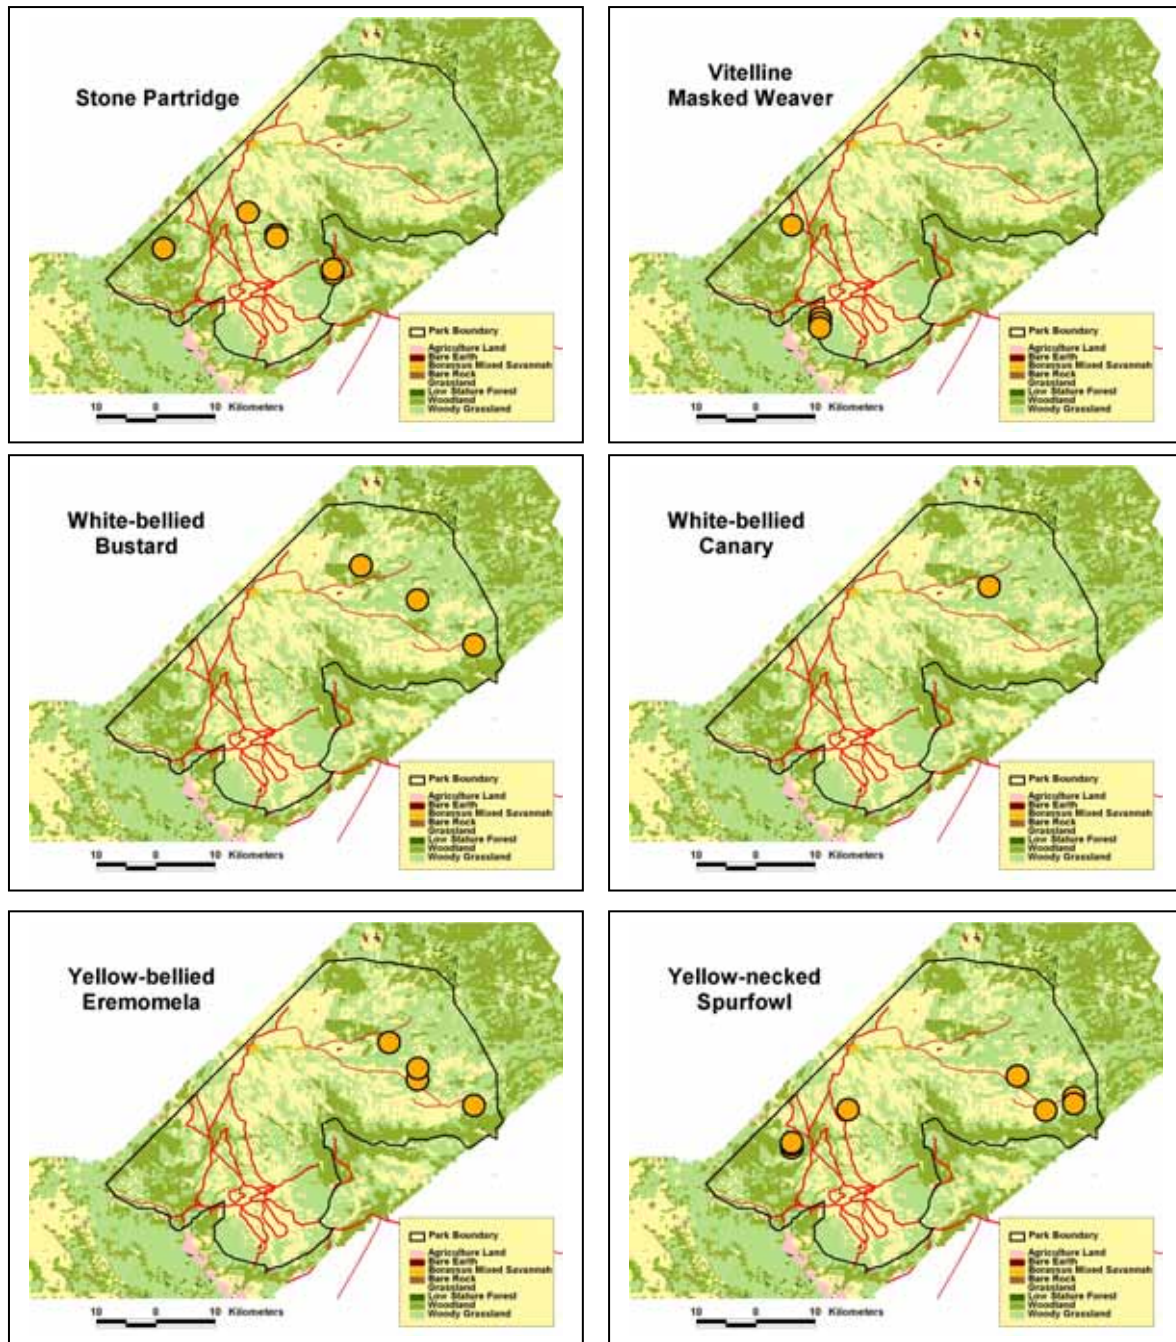 Stone Partridge
Park Boundary
Agriculture Land
Bare Earth
Borassus Mixed Savannah
Bare Rock
Grassland
Low Stature Forest
Woodland
Woody Grassland
10 0 10 Kilometers
Vitelline
Masked Weaver
Park Boundary
Agriculture Land
Bare Earth
Borassus Mixed Savannah
Bare Rock
Grassland
Low Stature Forest
Woodland
Woody Grassland
10 0 10 Kilometers
White-bellied
Bustard
Park Boundary
Agriculture Land
Bare Earth
Borassus Mixed Savannah
Bare Rock
Grassland
Low Stature Forest
Woodland
Woody Grassland
10 0 10 Kilometers
White-bellied
Canary
Park Boundary
Agriculture Land
Bare Earth
Borassus Mixed Savannah
Bare Rock
Grassland
Low Stature Forest
Woodland
Woody Grassland
10 0 10 Kilometers
Yellow-bellied
Eremomela
Park Boundary
Agriculture Land
Bare Earth
Borassus Mixed Savannah
Bare Rock
Grassland
Low Stature Forest
Woodland
Woody Grassland
10 0 10 Kilometers
Yellow-necked
Spurfowl
Park Boundary
Agriculture Land
Bare Earth
Borassus Mixed Savannah
Bare Rock
Grassland
Low Stature Forest
Woodland
Woody Grassland
10 0 10 Kilometers